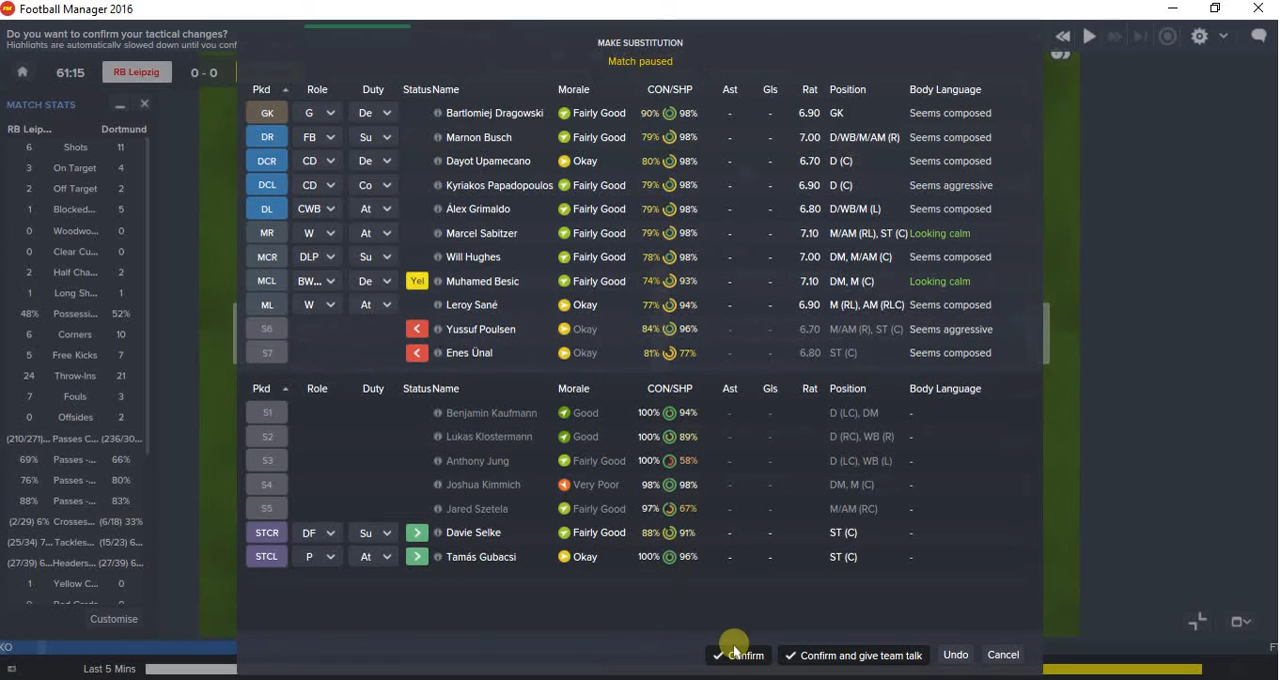 Football Manager 2016
Do you want to confirm your tactical changes?
Highlights are automatically slowed down until you conf
61:15 RB Leipzig 0 - 0
MATCH STATS
RB Leip... Dortmund
6 Shots 11
3 On Target 4
2 Off Target 2
1 Blocked... 5
0 Woodwo... 0
0 Clear Cu... 0
2 Half Cha... 2
1 Long Sh... 1
48% Possessi... 52%
6 Corners 10
5 Free Kicks 7
24 Throw-Ins 21
7 Fouls 3
0 Offsides 2
(210/271)... Passes C... (236/30...
69% Passes -... 66%
76% Passes -... 80%
88% Passes -... 83%
(2/29) 6% Crosses... (6/18) 33%
(25/34) 7... Tackles... (15/23) 6...
(27/39) 6... Headers... (27/39) 6...
1 Yellow C... 0
Customise
MAKE SUBSTITUTION
Match paused
Pkd Role Duty Status Name Morale CON/SHP Ast Gls Rat Position Body Language
GK G De Bartlomiej Dragowski Fairly Good 90% 98% - - 6.90 GK Seems composed
DR FB Su Marnon Busch Fairly Good 79% 98% - - 7.00 D/WB/M/AM (R) Seems composed
DCR CD De Dayot Upamecano Okay 80% 98% - - 6.70 D (C) Seems composed
DCL CD Co Kyriakos Papadopoulos Fairly Good 79% 98% - - 6.90 D (C) Seems aggressive
DL CWB At Álex Grimaldo Fairly Good 79% 98% - - 6.80 D/WB/M (L) Seems composed
MR W At Marcel Sabitzer Fairly Good 79% 98% - - 7.10 M/AM (RL), ST (C) Looking calm
MCR DLP Su Will Hughes Fairly Good 78% 98% - - 7.00 DM, M/AM (C) Seems composed
MCL BW... De Yel Muhamed Besic Fairly Good 74% 93% - - 7.10 DM, M (C) Looking calm
ML W At Leroy Sané Okay 77% 94% - - 6.90 M (RL), AM (RLC) Seems composed
S6 Yussuf Poulsen Okay 84% 96% - - 6.70 M/AM (R), ST (C) Seems aggressive
S7 Enes Ünal Okay 81% 77% - - 6.80 ST (C) Seems composed
Pkd Role Duty Status Name Morale CON/SHP Ast Gls Rat Position Body Language
S1 Benjamin Kaufmann Good 100% 94% - - D (LC), DM -
S2 Lukas Klostermann Good 100% 89% - - D (RC), WB (R) -
S3 Anthony Jung Fairly Good 100% 58% - - D (LC), WB (L) -
S4 Joshua Kimmich Very Poor 98% 98% - - DM, M (C) -
S5 Jared Szetela Fairly Good 97% 67% - - M/AM (RC) -
STCR DF Su Davie Selke Fairly Good 88% 91% - - ST (C) -
STCL P At Tamás Gubacsi Okay 100% 96% - - ST (C) -
Confirm Confirm and give team talk Undo Cancel
KO
Last 5 Mins